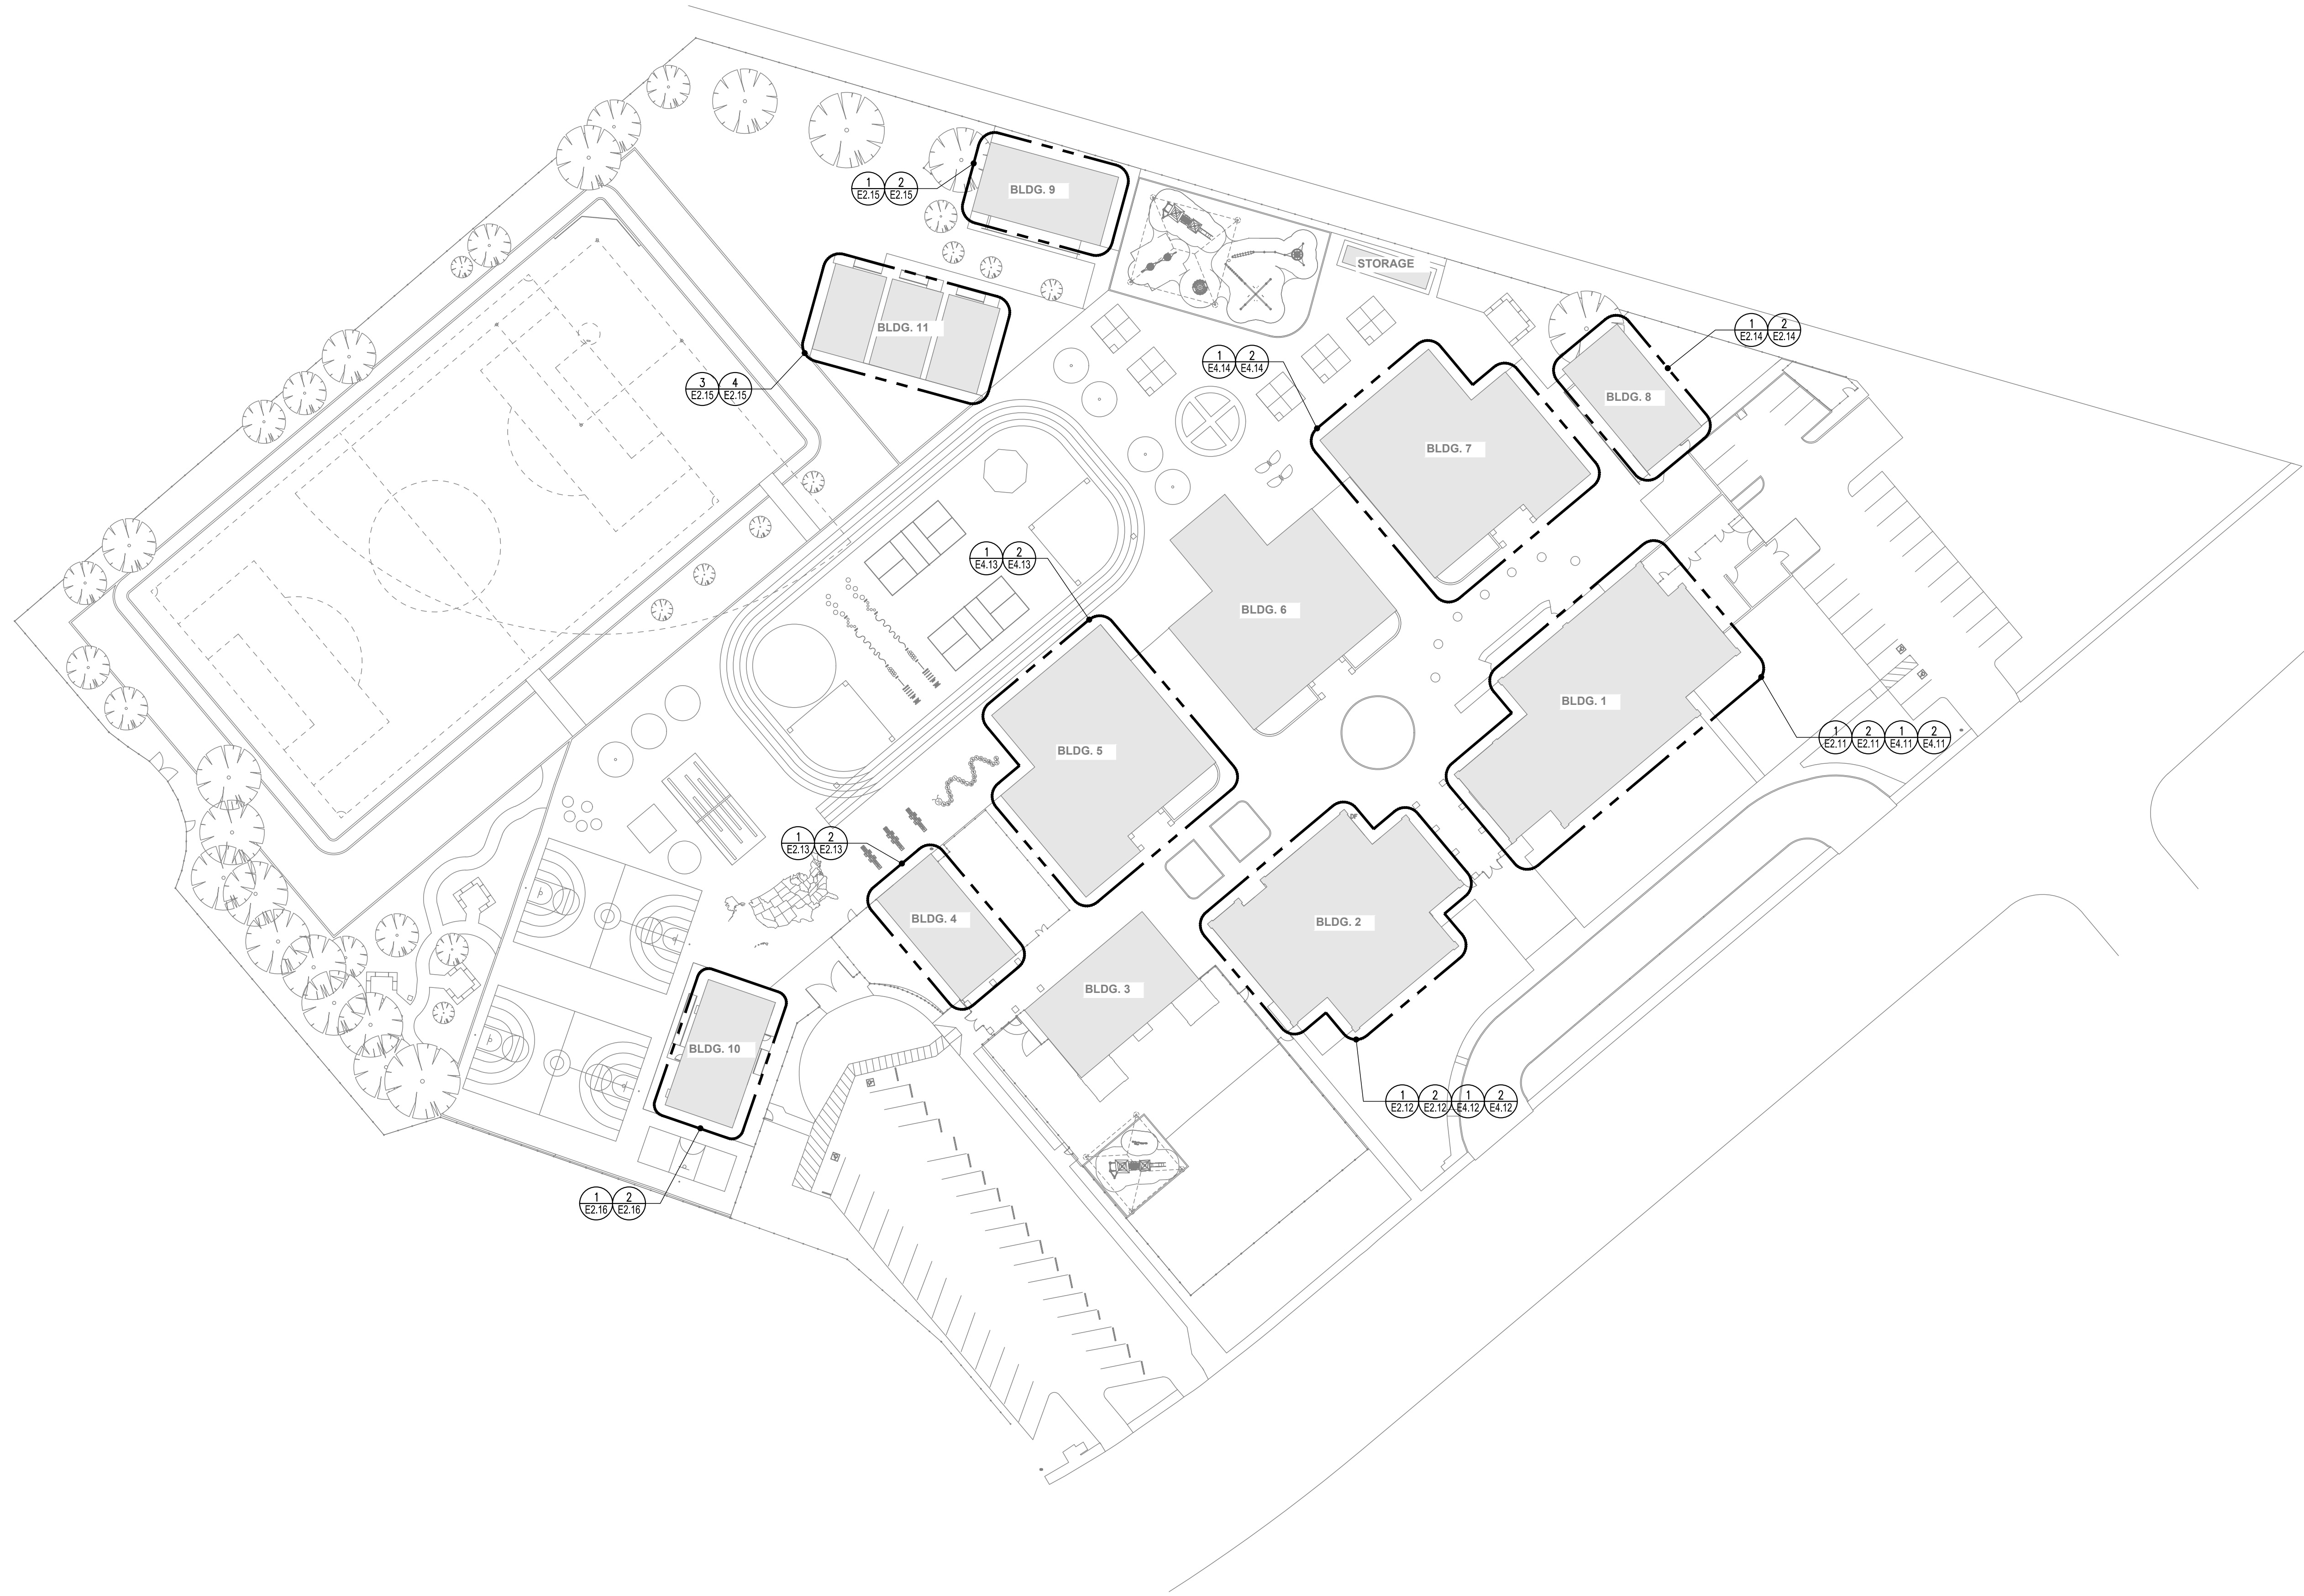 1 2
E2.15 E2.15
BLDG. 9
STORAGE
BLDG. 11
1 2
E2.14 E2.14
1 2
E4.14 E4.14
3 4
E2.15 E2.15
BLDG. 8
BLDG. 7
1 2
E4.13 E4.13
BLDG. 6
BLDG. 1
1 2 1 2
E2.11 E2.11 E4.11 E4.11
BLDG. 5
DF
1 2
E2.13 E2.13
BLDG. 4
BLDG. 2
BLDG. 3
BLDG. 10
1 2 1 2
E2.12 E2.12 E4.12 E4.12
1 2
E2.16 E2.16